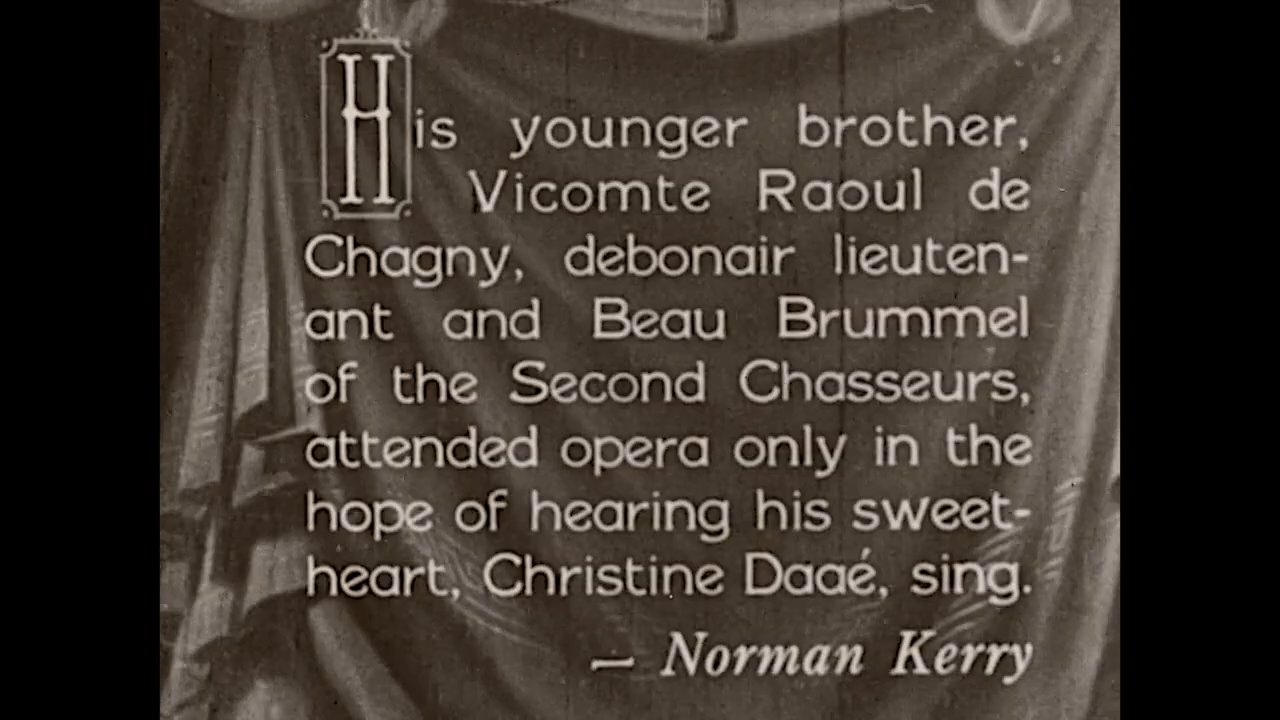 His younger brother,
Vicomte Raoul de
Chagny, debonair lieuten-
ant and Beau Brummel
of the Second Chasseurs,
attended opera only in the
hope of hearing his sweet-
heart, Christine Daaé, sing.
— Norman Kerry